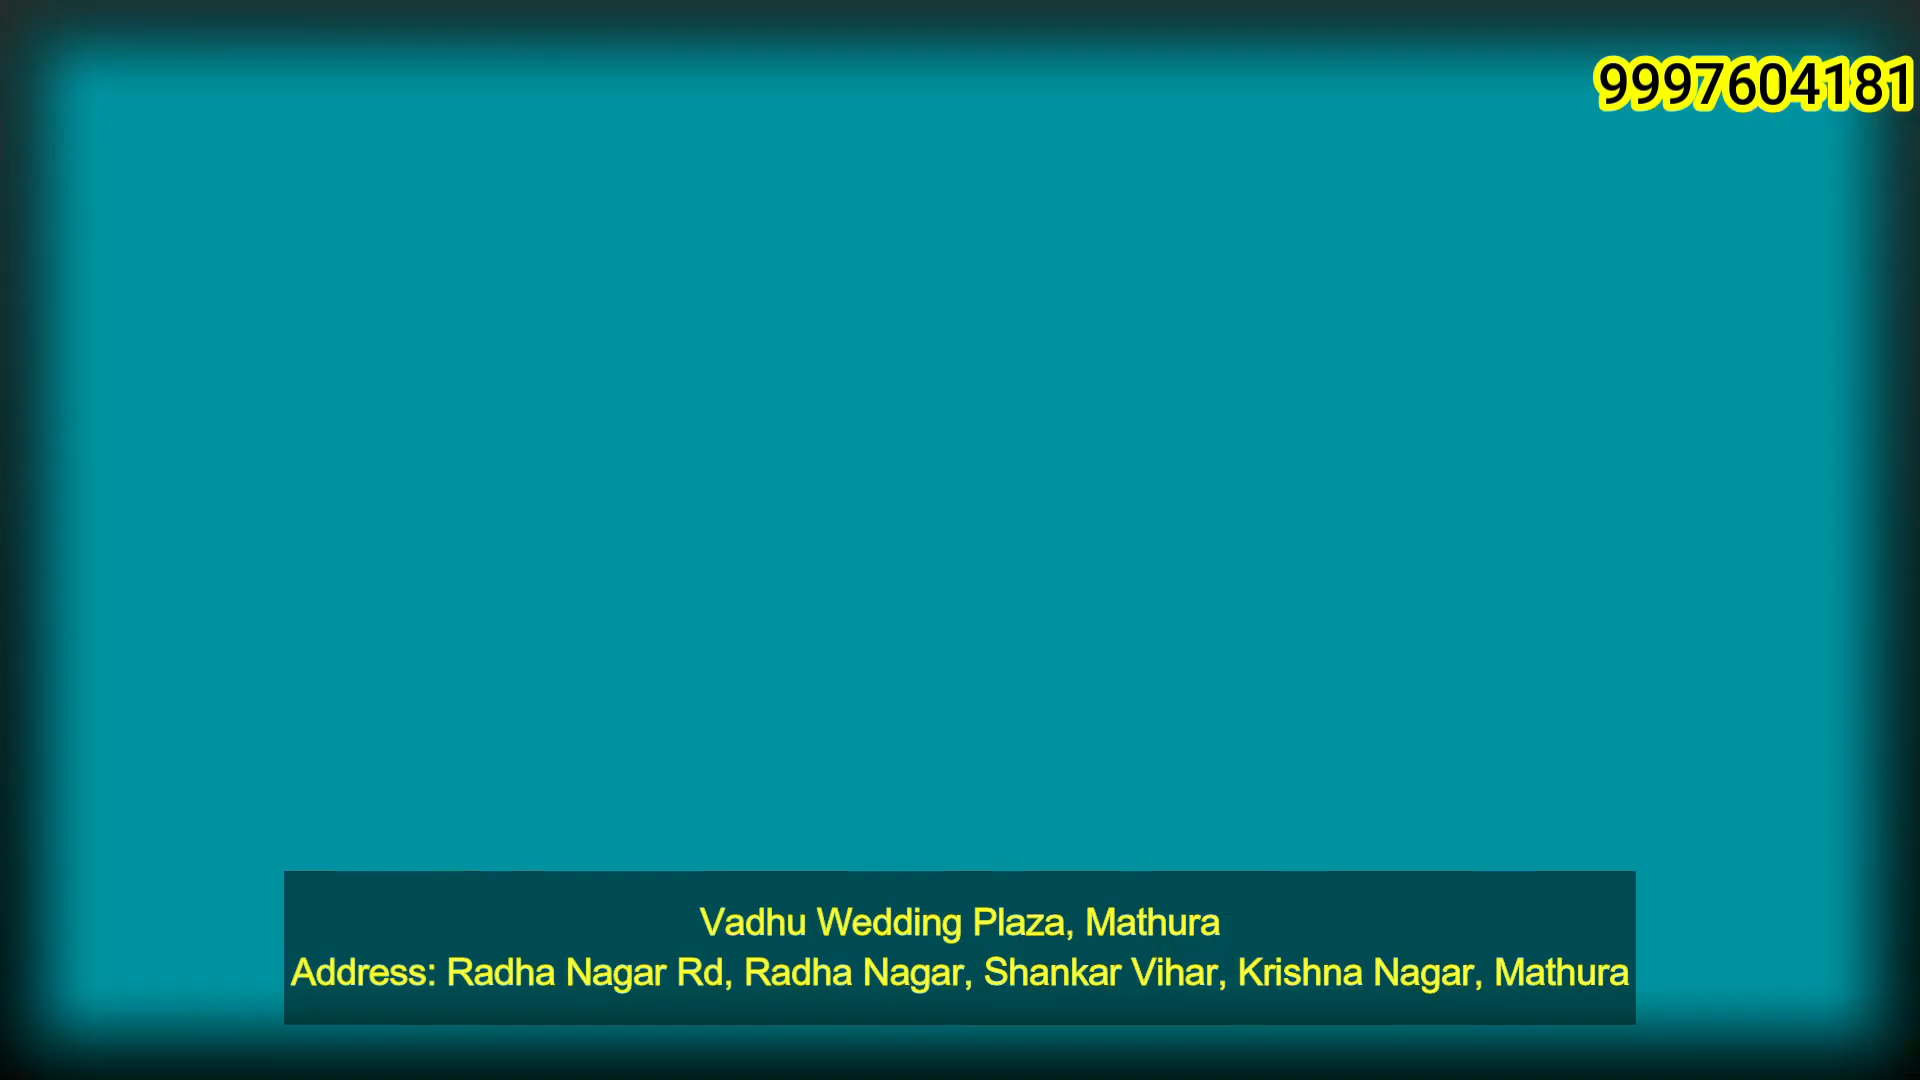 9997604181
Vadhu Wedding Plaza, Mathura
Address: Radha Nagar Rd, Radha Nagar, Shankar Vihar, Krishna Nagar, Mathura